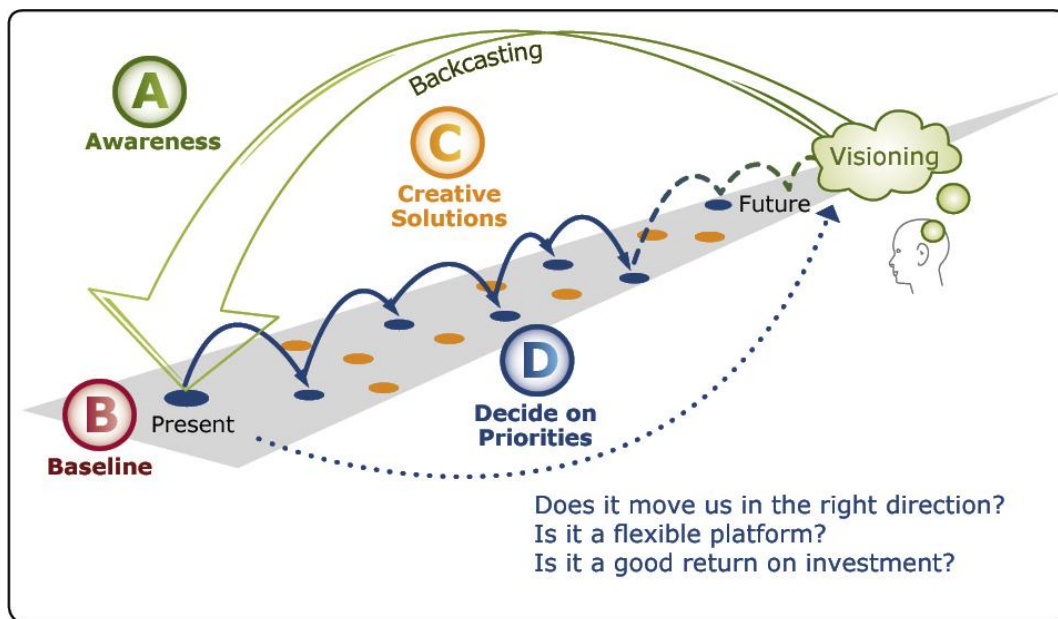 A
Awareness
Backcasting
C
Creative
Solutions
Visioning
Future
B
Baseline
Present
D
Decide on
Priorities
Does it move us in the right direction?
Is it a flexible platform?
Is it a good return on investment?